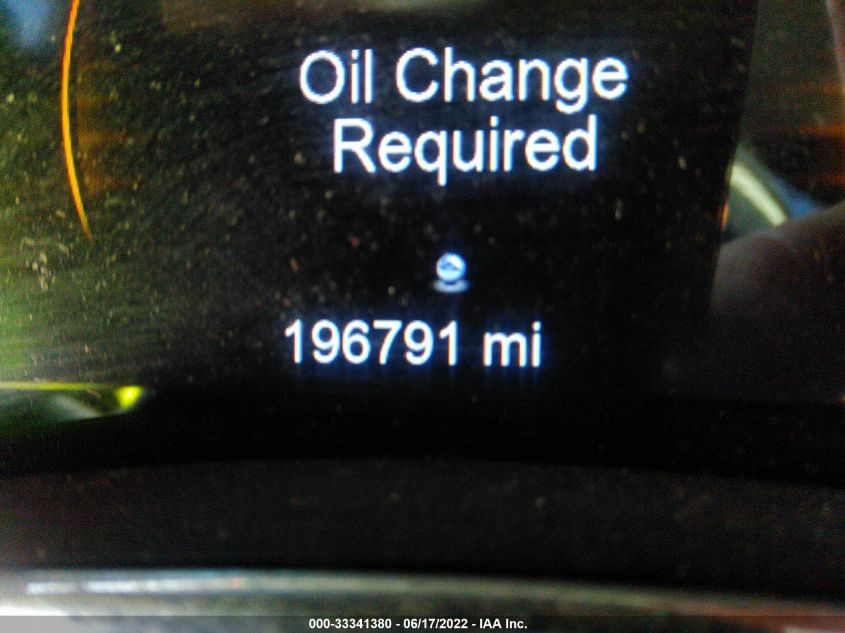 Oil Change
Required
196791 mi
000-33341380 - 06/17/2022 - IAA Inc.